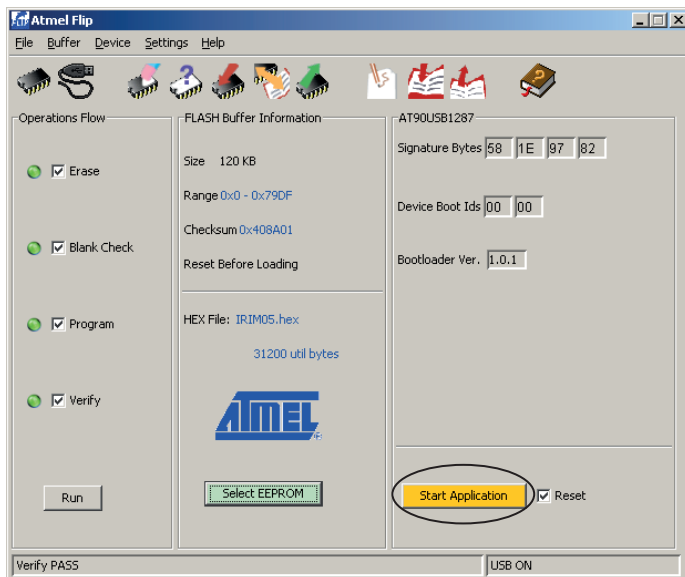 Atmel Flip
File Buffer Device Settings Help
Operations Flow
Erase
Blank Check
Program
Verify
Run
FLASH Buffer Information
Size 120 KB
Range 0x0 - 0x79DF
Checksum 0x408A01
Reset Before Loading
HEX File: IRIM05.hex
31200 util bytes
ATMEL
Select EEPROM
AT90USB1287
Signature Bytes 58 1E 97 82
Device Boot Ids 00 00
Bootloader Ver. 1.0.1
Start Application Reset
Verify PASS USB ON